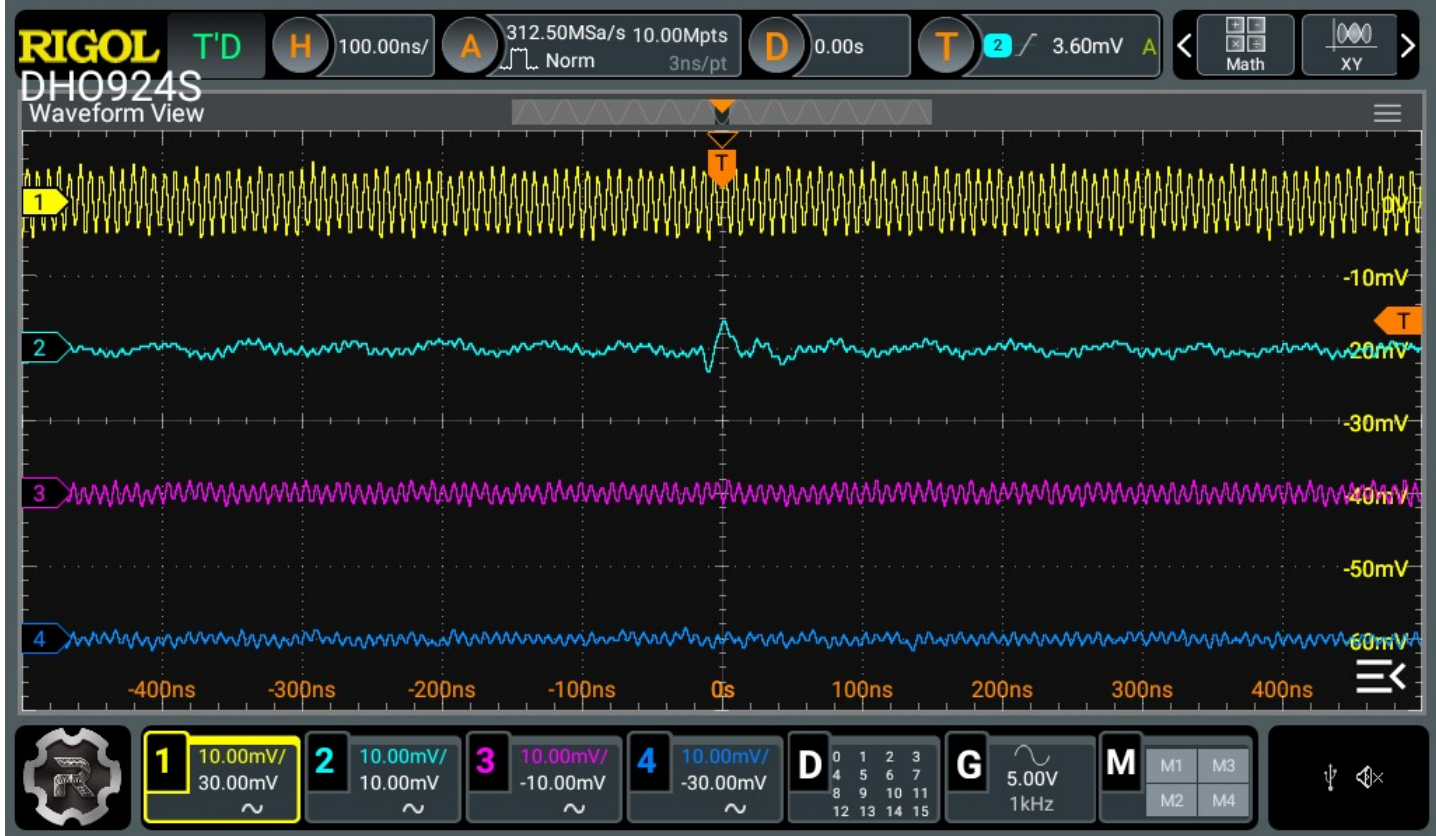 RIGOL T'D H 100.00ns/ A 312.50MSa/s 10.00Mpts D 0.00s T 2 3.60mV A < Math XY >
Norm 3ns/pt
DHO924S
Waveform View
T
1 0V
-10mV
T
2 -20mV
-30mV
3 -40mV
-50mV
4 -60mV
-400ns -300ns -200ns -100ns 0s 100ns 200ns 300ns 400ns
1 10.00mV/ 30.00mV
2 10.00mV/ 10.00mV
3 10.00mV/ -10.00mV
4 10.00mV/ -30.00mV
D 0 1 2 3
4 5 6 7
8 9 10 11
12 13 14 15
G 5.00V 1kHz
M M1 M3
M2 M4
R